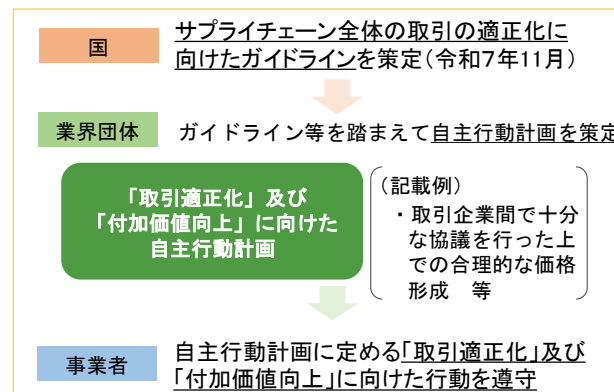 国
サプライチェーン全体の取引の適正化に
向けたガイドラインを策定(令和7年11月)
業界団体
ガイドライン等を踏まえて自主行動計画を策定
「取引適正化」及び
「付加価値向上」に向けた
自主行動計画
(記載例)
・取引企業間で十分
な協議を行った上
での合理的な価格
形成 等
事業者
自主行動計画に定める「取引適正化」及び
「付加価値向上」に向けた行動を遵守